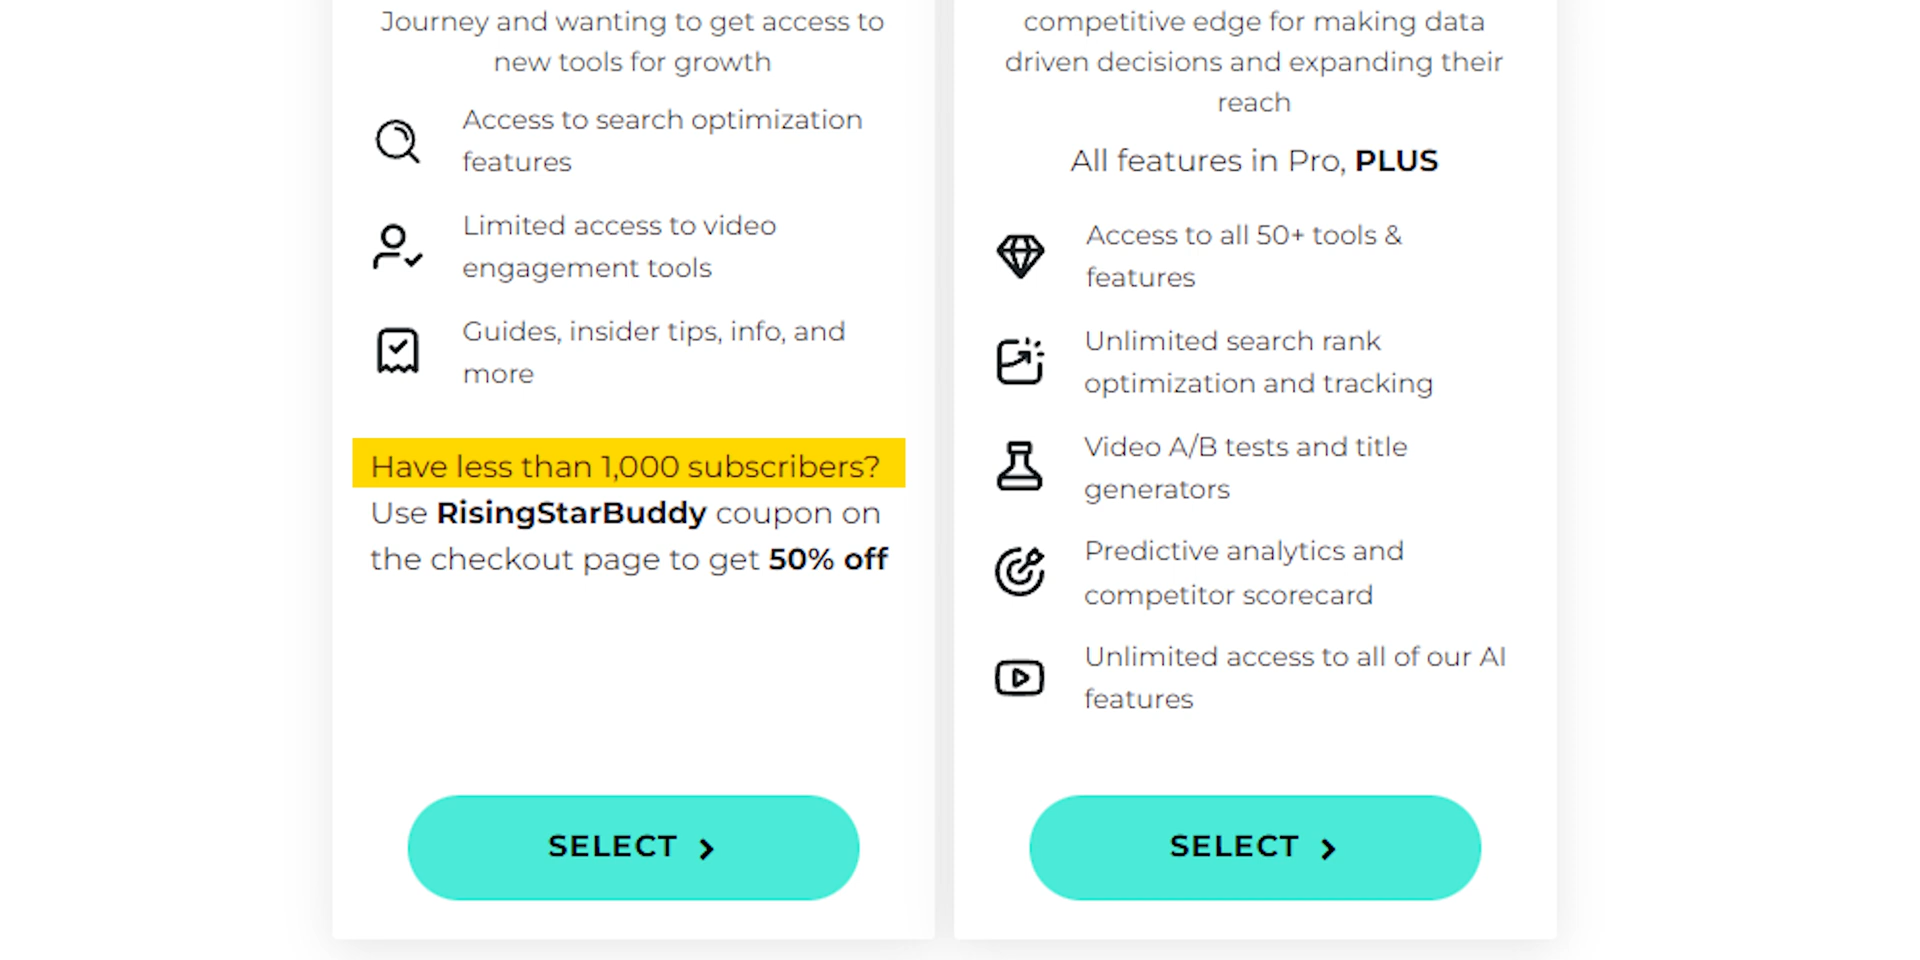 Journey and wanting to get access to
new tools for growth
Access to search optimization
features
Limited access to video
engagement tools
Guides, insider tips, info, and
more
Have less than 1,000 subscribers?
Use RisingStarBuddy coupon on
the checkout page to get 50% off
SELECT
competitive edge for making data
driven decisions and expanding their
reach
All features in Pro, PLUS
Access to all 50+ tools &
features
Unlimited search rank
optimization and tracking
Video A/B tests and title
generators
Predictive analytics and
competitor scorecard
Unlimited access to all of our AI
features
SELECT